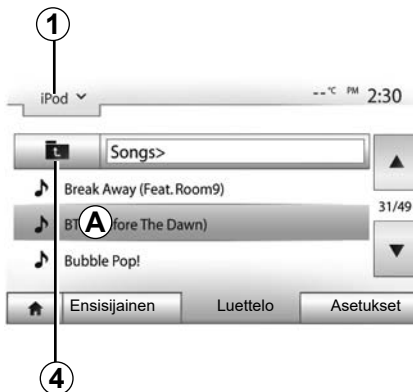 1
iPod
--°C PM 2:30
Songs>
Break Away (Feat. Room9)
31/49
A
fore The Dawn)
Bubble Pop!
Ensisijainen Luettelo Asetukset
4